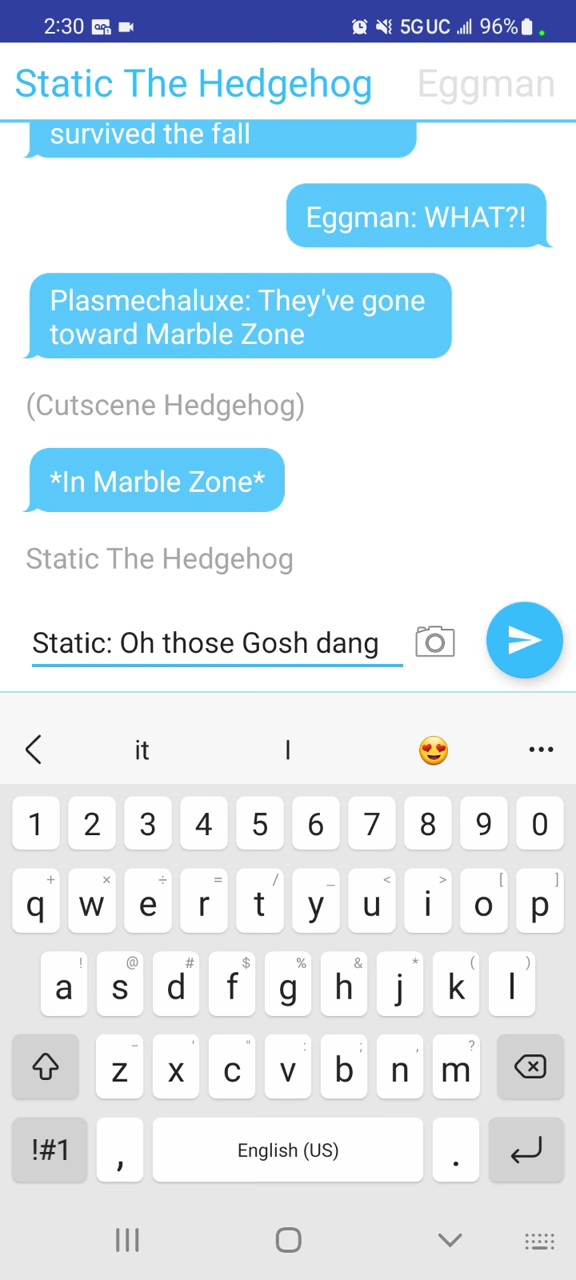 2:30 5G UC 96%
Static The Hedgehog Eggman
survived the fall
Eggman: WHAT?!
Plasmechaluxe: They've gone
toward Marble Zone
(Cutscene Hedgehog)
*In Marble Zone*
Static The Hedgehog
Static: Oh those Gosh dang
it I
1 2 3 4 5 6 7 8 9 0
+ × ÷ = / _ < > [ ]
q w e r t y u i o p
! @ # $ % & * ( )
a s d f g h j k l
- ' " : ; , ?
z x c v b n m
!#1 , English (US) .